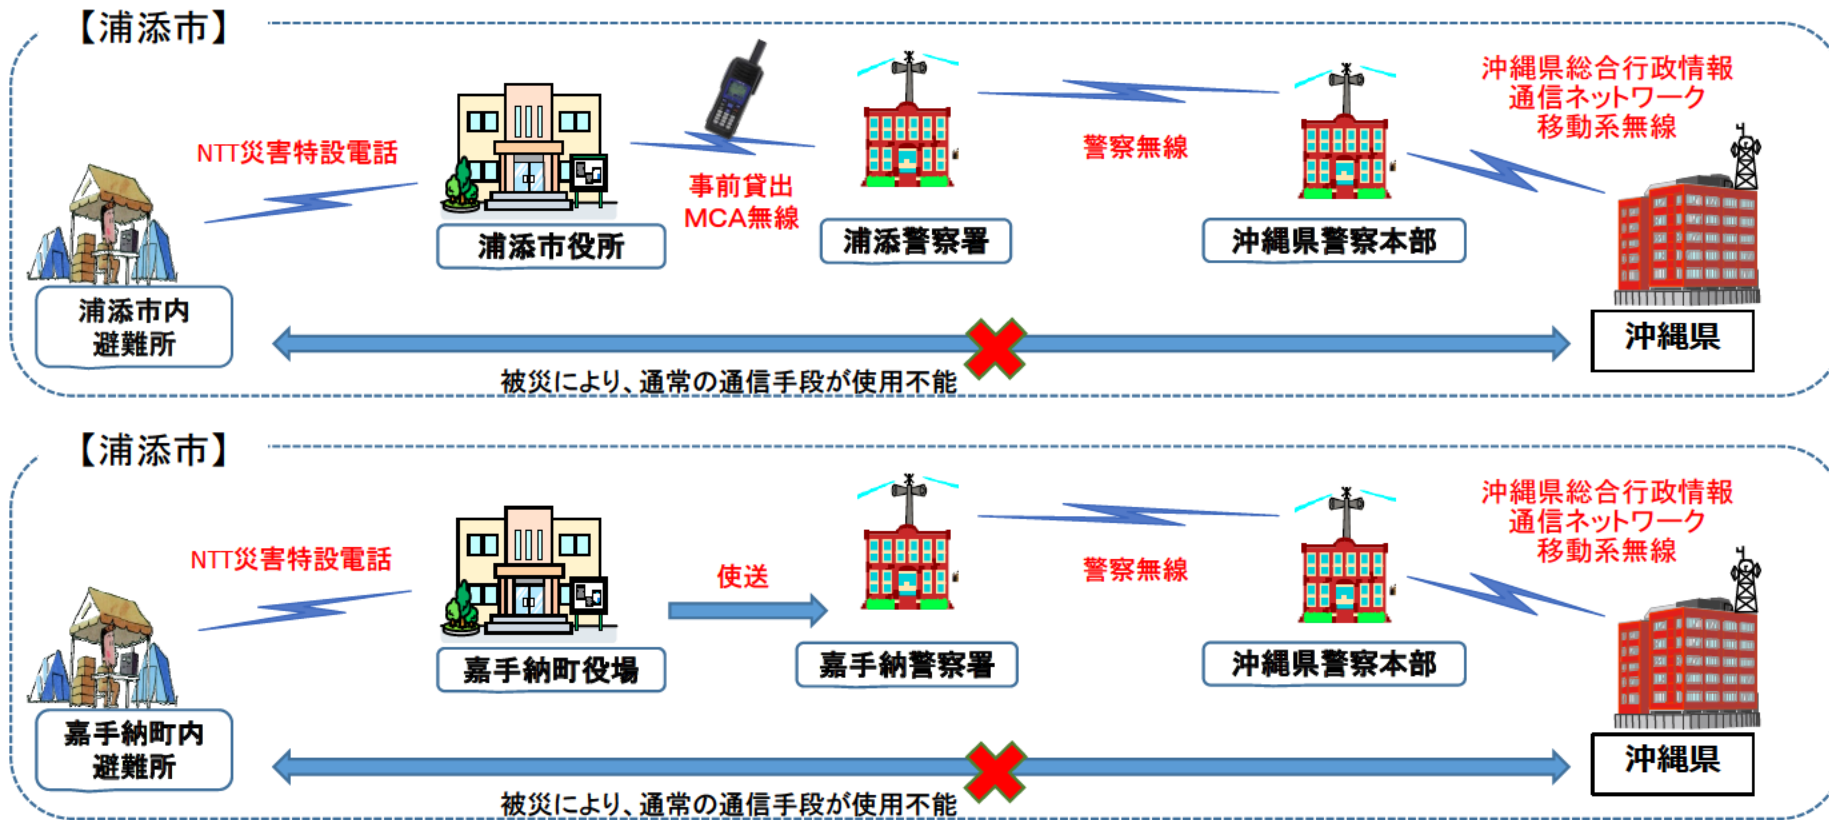 【浦添市】
NTT災害特設電話
事前貸出
MCA無線
警察無線
沖縄県総合行政情報
通信ネットワーク
移動系無線
浦添市内
避難所
浦添市役所
浦添警察署
沖縄県警察本部
沖縄県
被災により、通常の通信手段が使用不能
【浦添市】
NTT災害特設電話
使送
警察無線
沖縄県総合行政情報
通信ネットワーク
移動系無線
嘉手納町内
避難所
嘉手納町役場
嘉手納警察署
沖縄県警察本部
沖縄県
被災により、通常の通信手段が使用不能